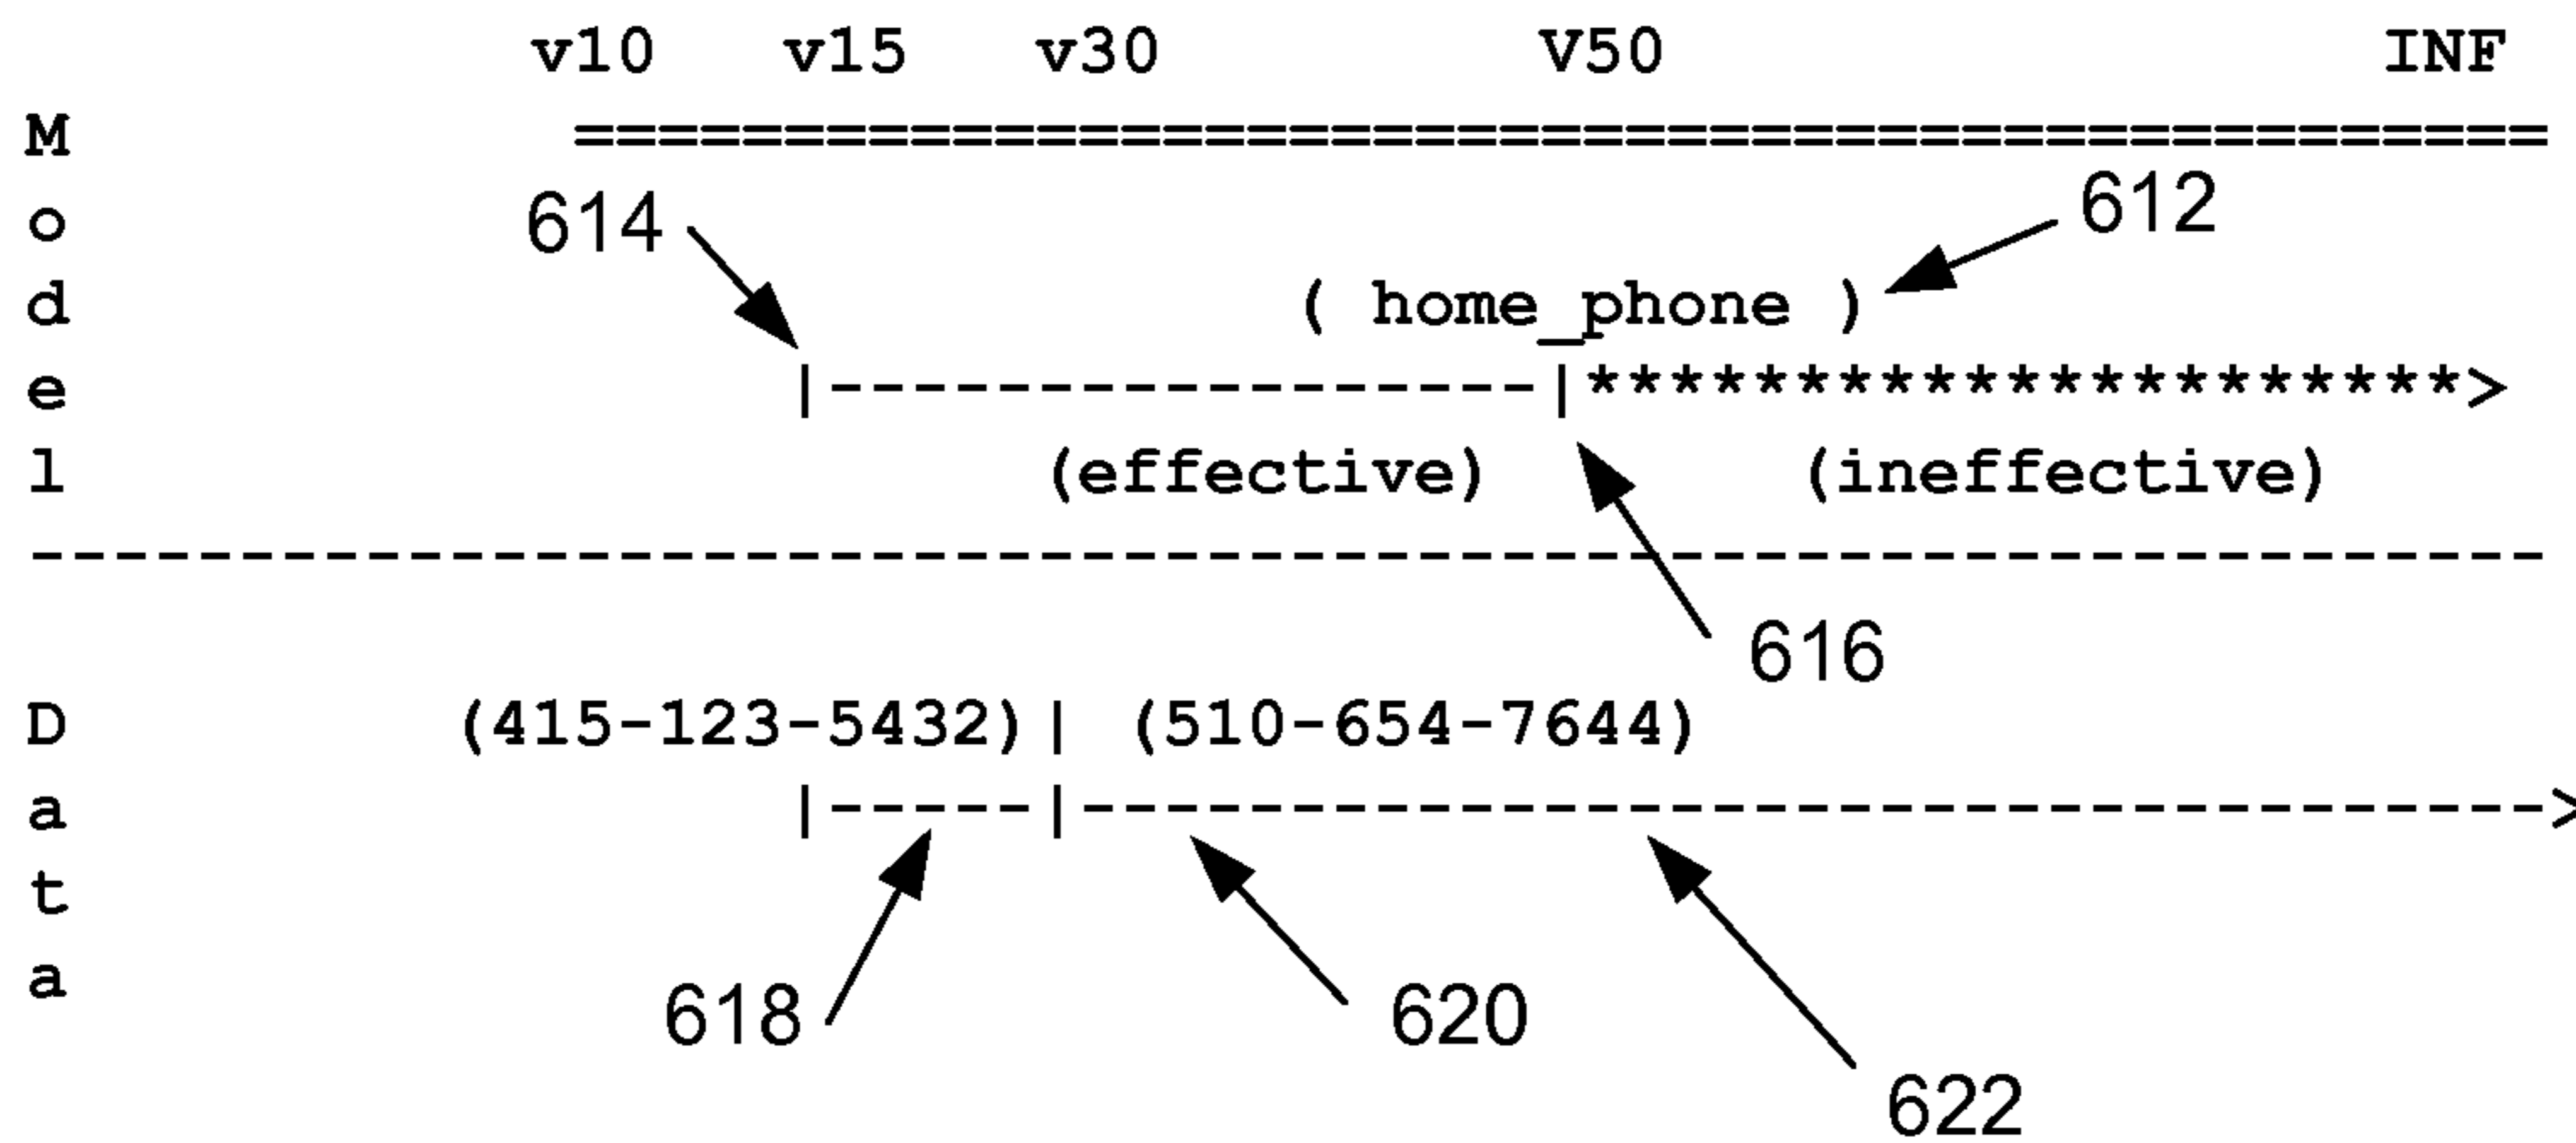 v10 v15 v30 V50 INF
M ===============================================
o 614 612
d ( home_phone )
e |-----------------|*********************>
l (effective) (ineffective)
------------------------------------------------------------
616
D (415-123-5432)| (510-654-7644)
a |-----|----------------------------------->
t
a 618 620
622